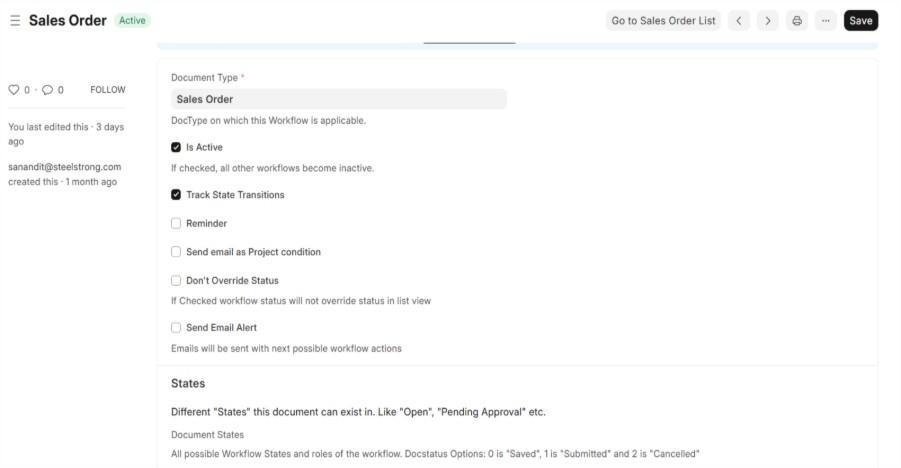 Sales Order Active Go to Sales Order List Save
Document Type *
0 · 0 FOLLOW
Sales Order
DocType on which this Workflow is applicable.
You last edited this · 3 days
ago
Is Active
sanandit@steelstrong.com
created this · 1 month ago
If checked, all other workflows become inactive.
Track State Transitions
Reminder
Send email as Project condition
Don't Override Status
If Checked workflow status will not override status in list view
Send Email Alert
Emails will be sent with next possible workflow actions
States
Different "States" this document can exist in. Like "Open", "Pending Approval" etc.
Document States
All possible Workflow States and roles of the workflow. Docstatus Options: 0 is "Saved", 1 is "Submitted" and 2 is "Cancelled"